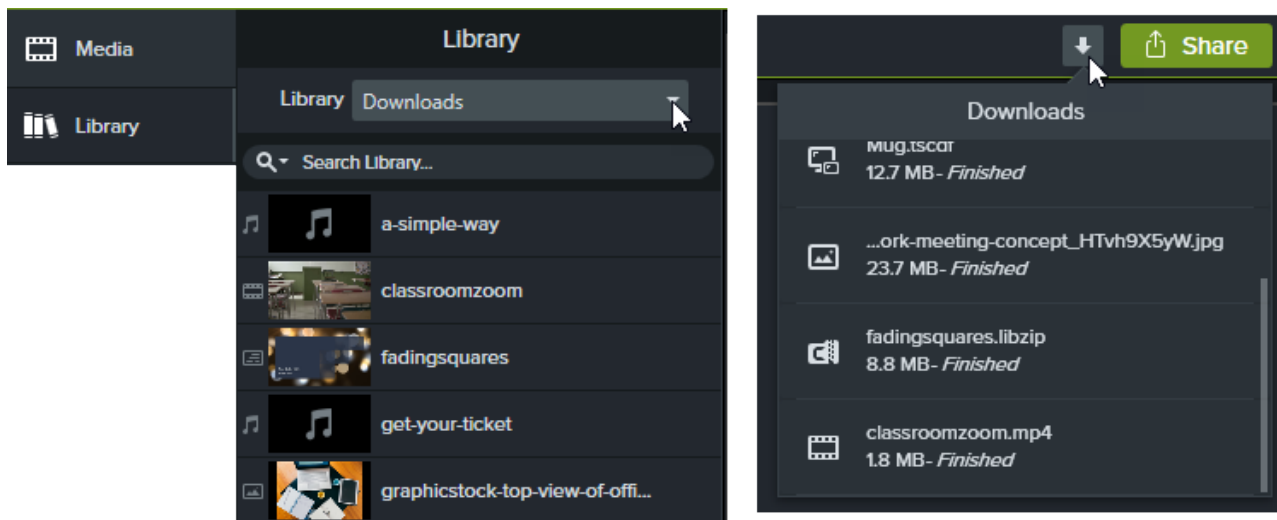 Media
Library
Library
Library
Downloads
Search Library...
a-simple-way
classroomzoom
fadingsquares
get-your-ticket
graphicstock-top-view-of-offi...
Share
Downloads
Mug.tscdf
12.7 MB- Finished
...ork-meeting-concept_HTvh9X5yW.jpg
23.7 MB- Finished
fadingsquares.libzip
8.8 MB- Finished
classroomzoom.mp4
1.8 MB- Finished